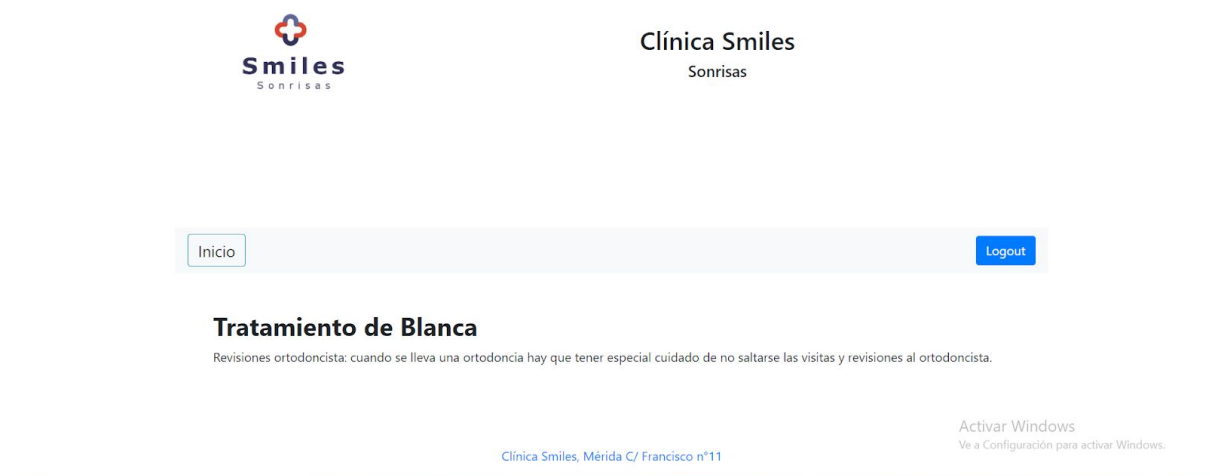 Smiles
Sonrisas
Clínica Smiles
Sonrisas
Inicio
Logout
Tratamiento de Blanca
Revisiones ortodoncista: cuando se lleva una ortodoncia hay que tener especial cuidado de no saltarse las visitas y revisiones al ortodoncista.
Activar Windows
Ve a Configuración para activar Windows.
Clínica Smiles, Mérida C/ Francisco nº11